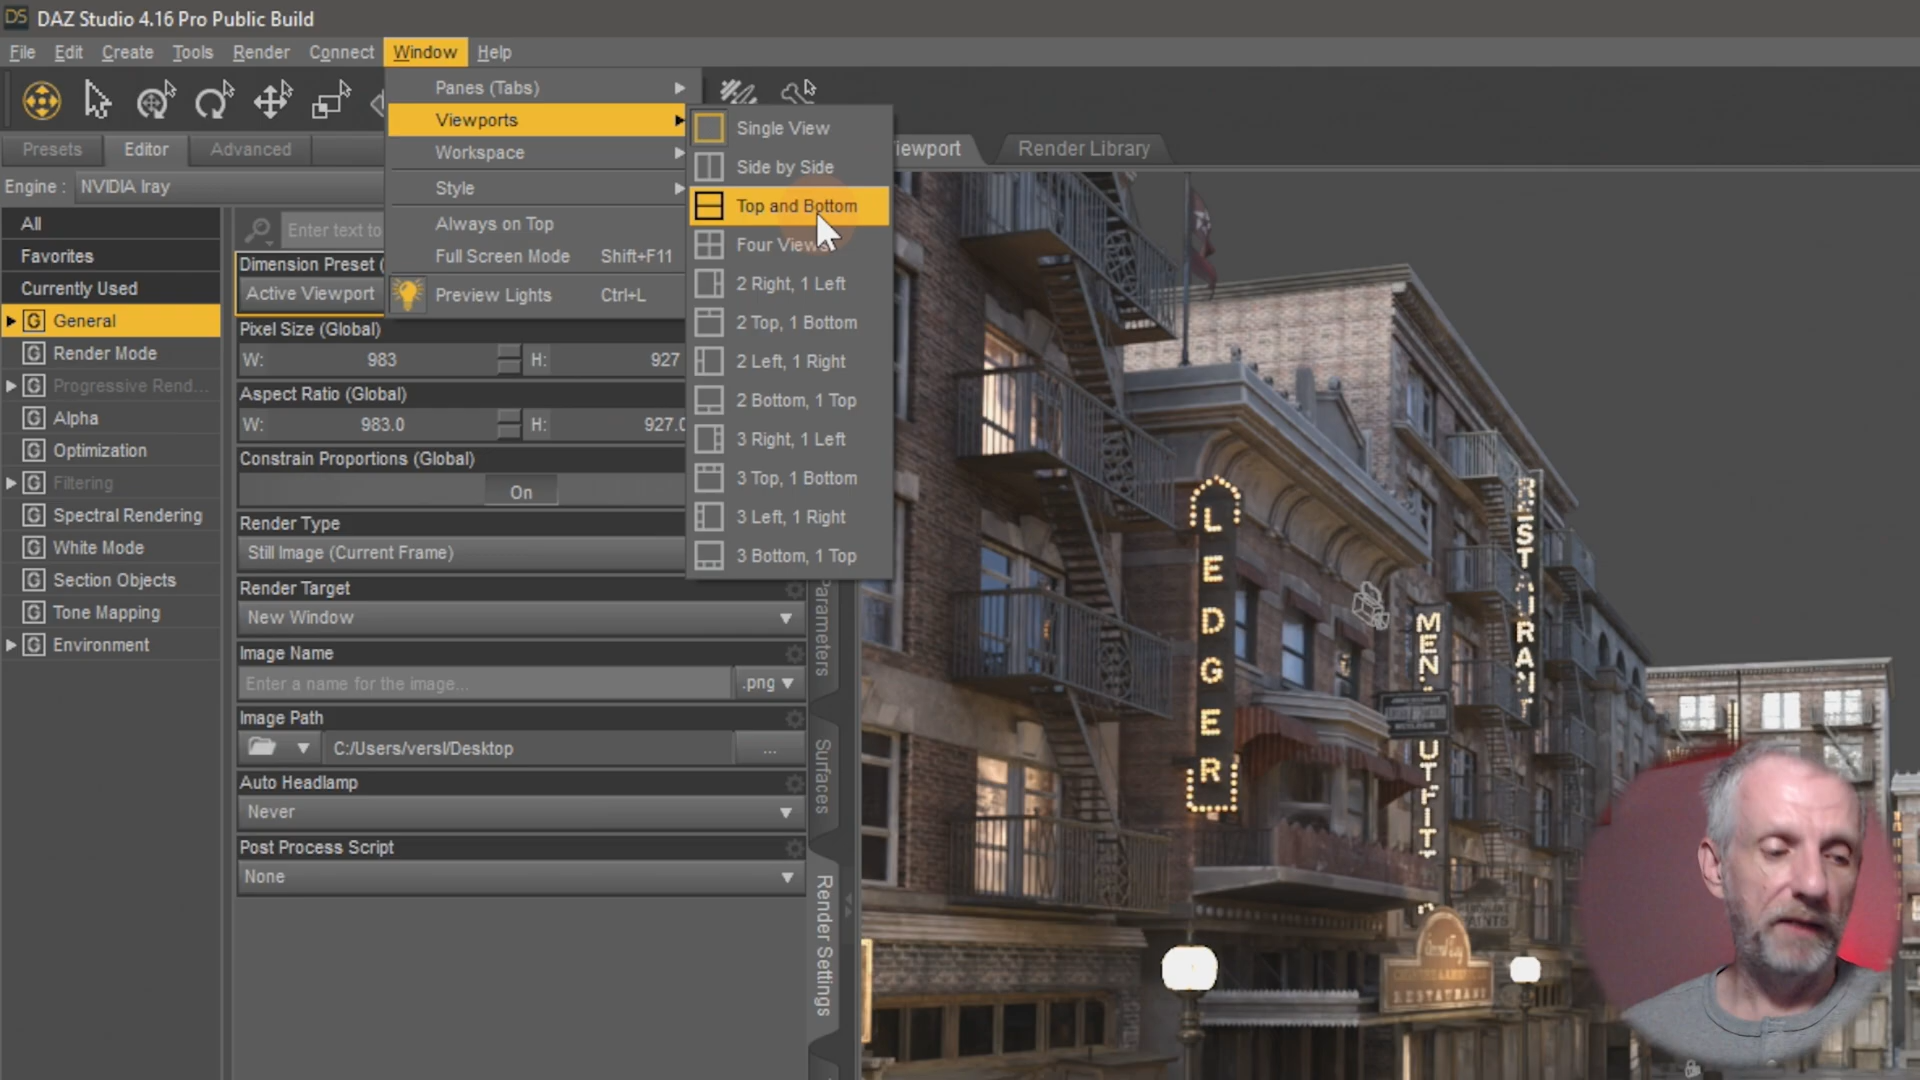 DS DAZ Studio 4.16 Pro Public Build
File Edit Create Tools Render Connect Window Help
Panes (Tabs)
Viewports
Workspace
Style
Always on Top
Full Screen Mode Shift+F11
Preview Lights Ctrl+L
Single View
Side by Side
Top and Bottom
Four Views
2 Right, 1 Left
2 Top, 1 Bottom
2 Left, 1 Right
2 Bottom, 1 Top
3 Right, 1 Left
3 Top, 1 Bottom
3 Left, 1 Right
3 Bottom, 1 Top
iewport
Render Library
Presets Editor Advanced
Engine : NVIDIA Iray
All
Favorites
Currently Used
G General
G Render Mode
G Progressive Rend...
G Alpha
G Optimization
G Filtering
G Spectral Rendering
G White Mode
G Section Objects
G Tone Mapping
G Environment
Enter text to
Dimension Preset (
Active Viewport
Pixel Size (Global)
W: 983 H: 927
Aspect Ratio (Global)
W: 983.0 H: 927.0
Constrain Proportions (Global)
On
Render Type
Still Image (Current Frame)
Render Target
New Window
Image Name
Enter a name for the image... .png
Image Path
C:/Users/versl/Desktop ...
Auto Headlamp
Never
Post Process Script
None
Parameters
Surfaces
Render Settings
LEDGER
RESTAURANT
RESTAURANT